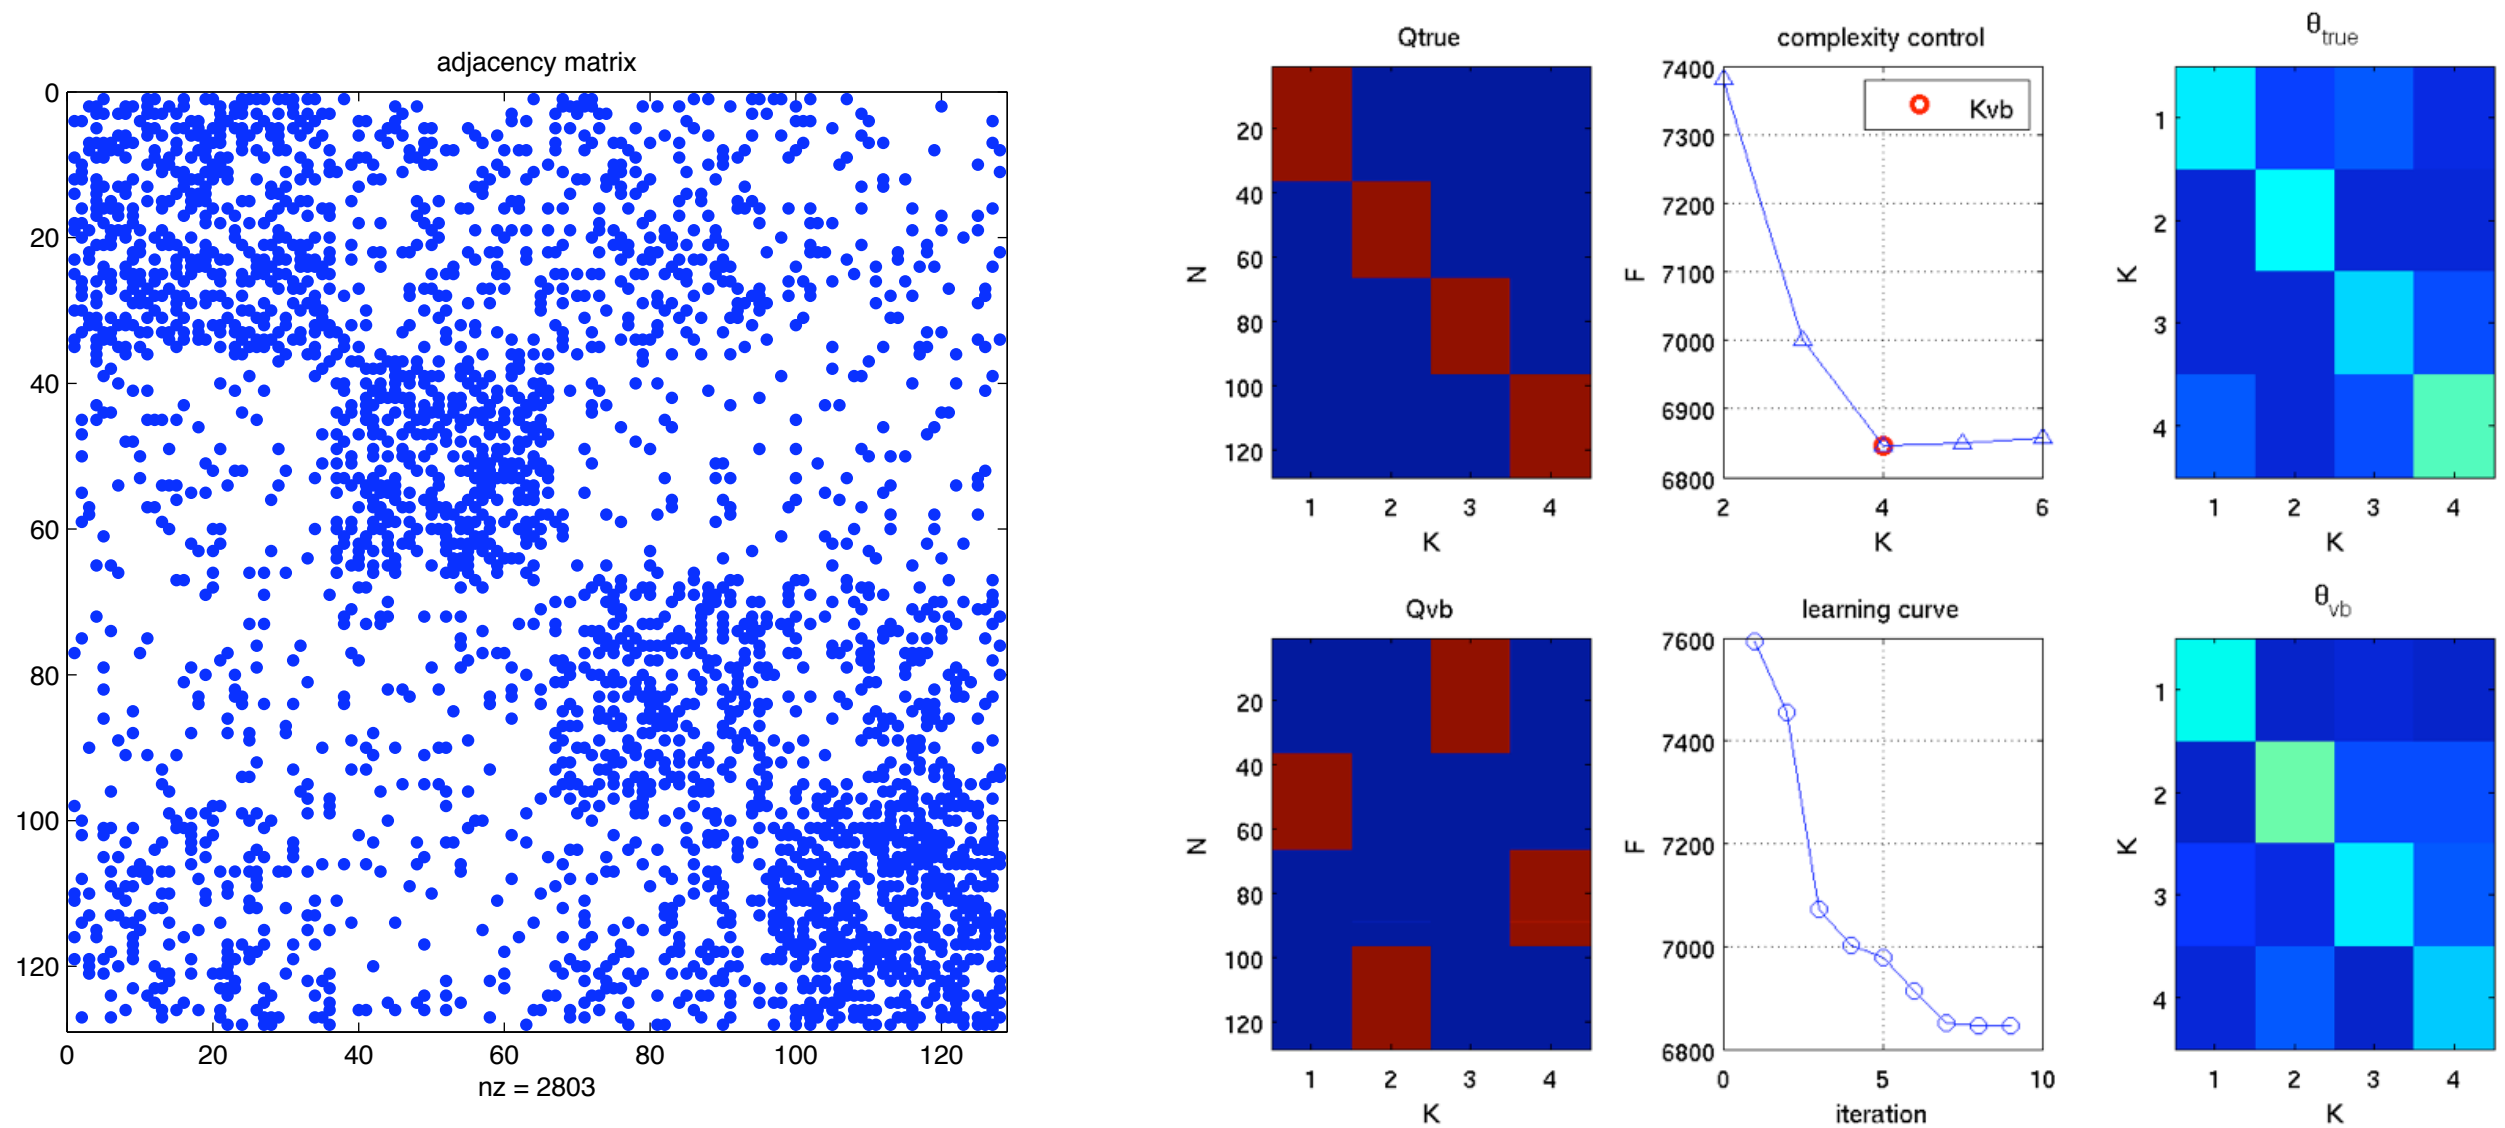 adjacency matrix
0
20
40
60
80
100
120
0 20 40 60 80 100 120
nz = 2803
Qtrue
N
20
40
60
80
100
120
1 2 3 4
K
complexity control
Kvb
F
7400
7300
7200
7100
7000
6900
6800
2 4 6
K
θtrue
K
1
2
3
4
1 2 3 4
K
Qvb
N
20
40
60
80
100
120
1 2 3 4
K
learning curve
F
7600
7400
7200
7000
6800
0 5 10
iteration
θvb
K
1
2
3
4
1 2 3 4
K